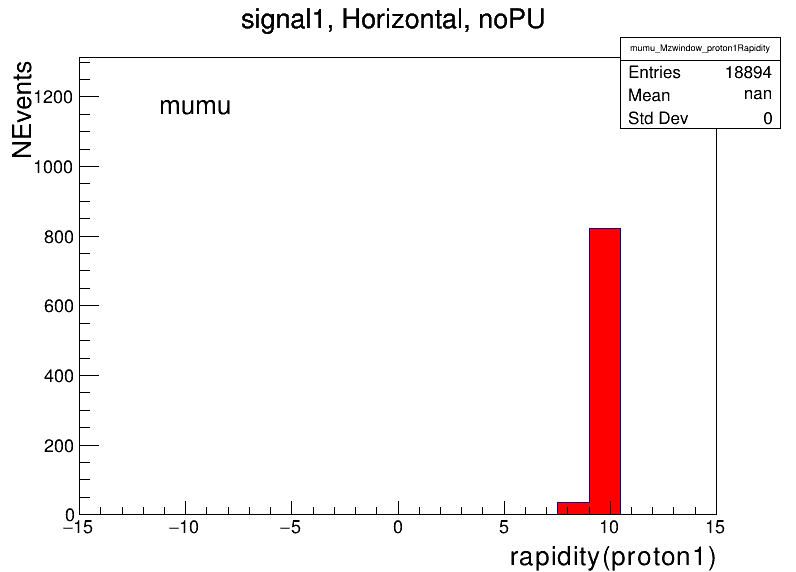 signal1, Horizontal, noPU
mumu_Mzwindow_proton1Rapidity
Entries 18894
Mean nan
Std Dev 0
NEvents
mumu
1200
1000
800
600
400
200
0
−15 −10 −5 0 5 10 15
rapidity(proton1)